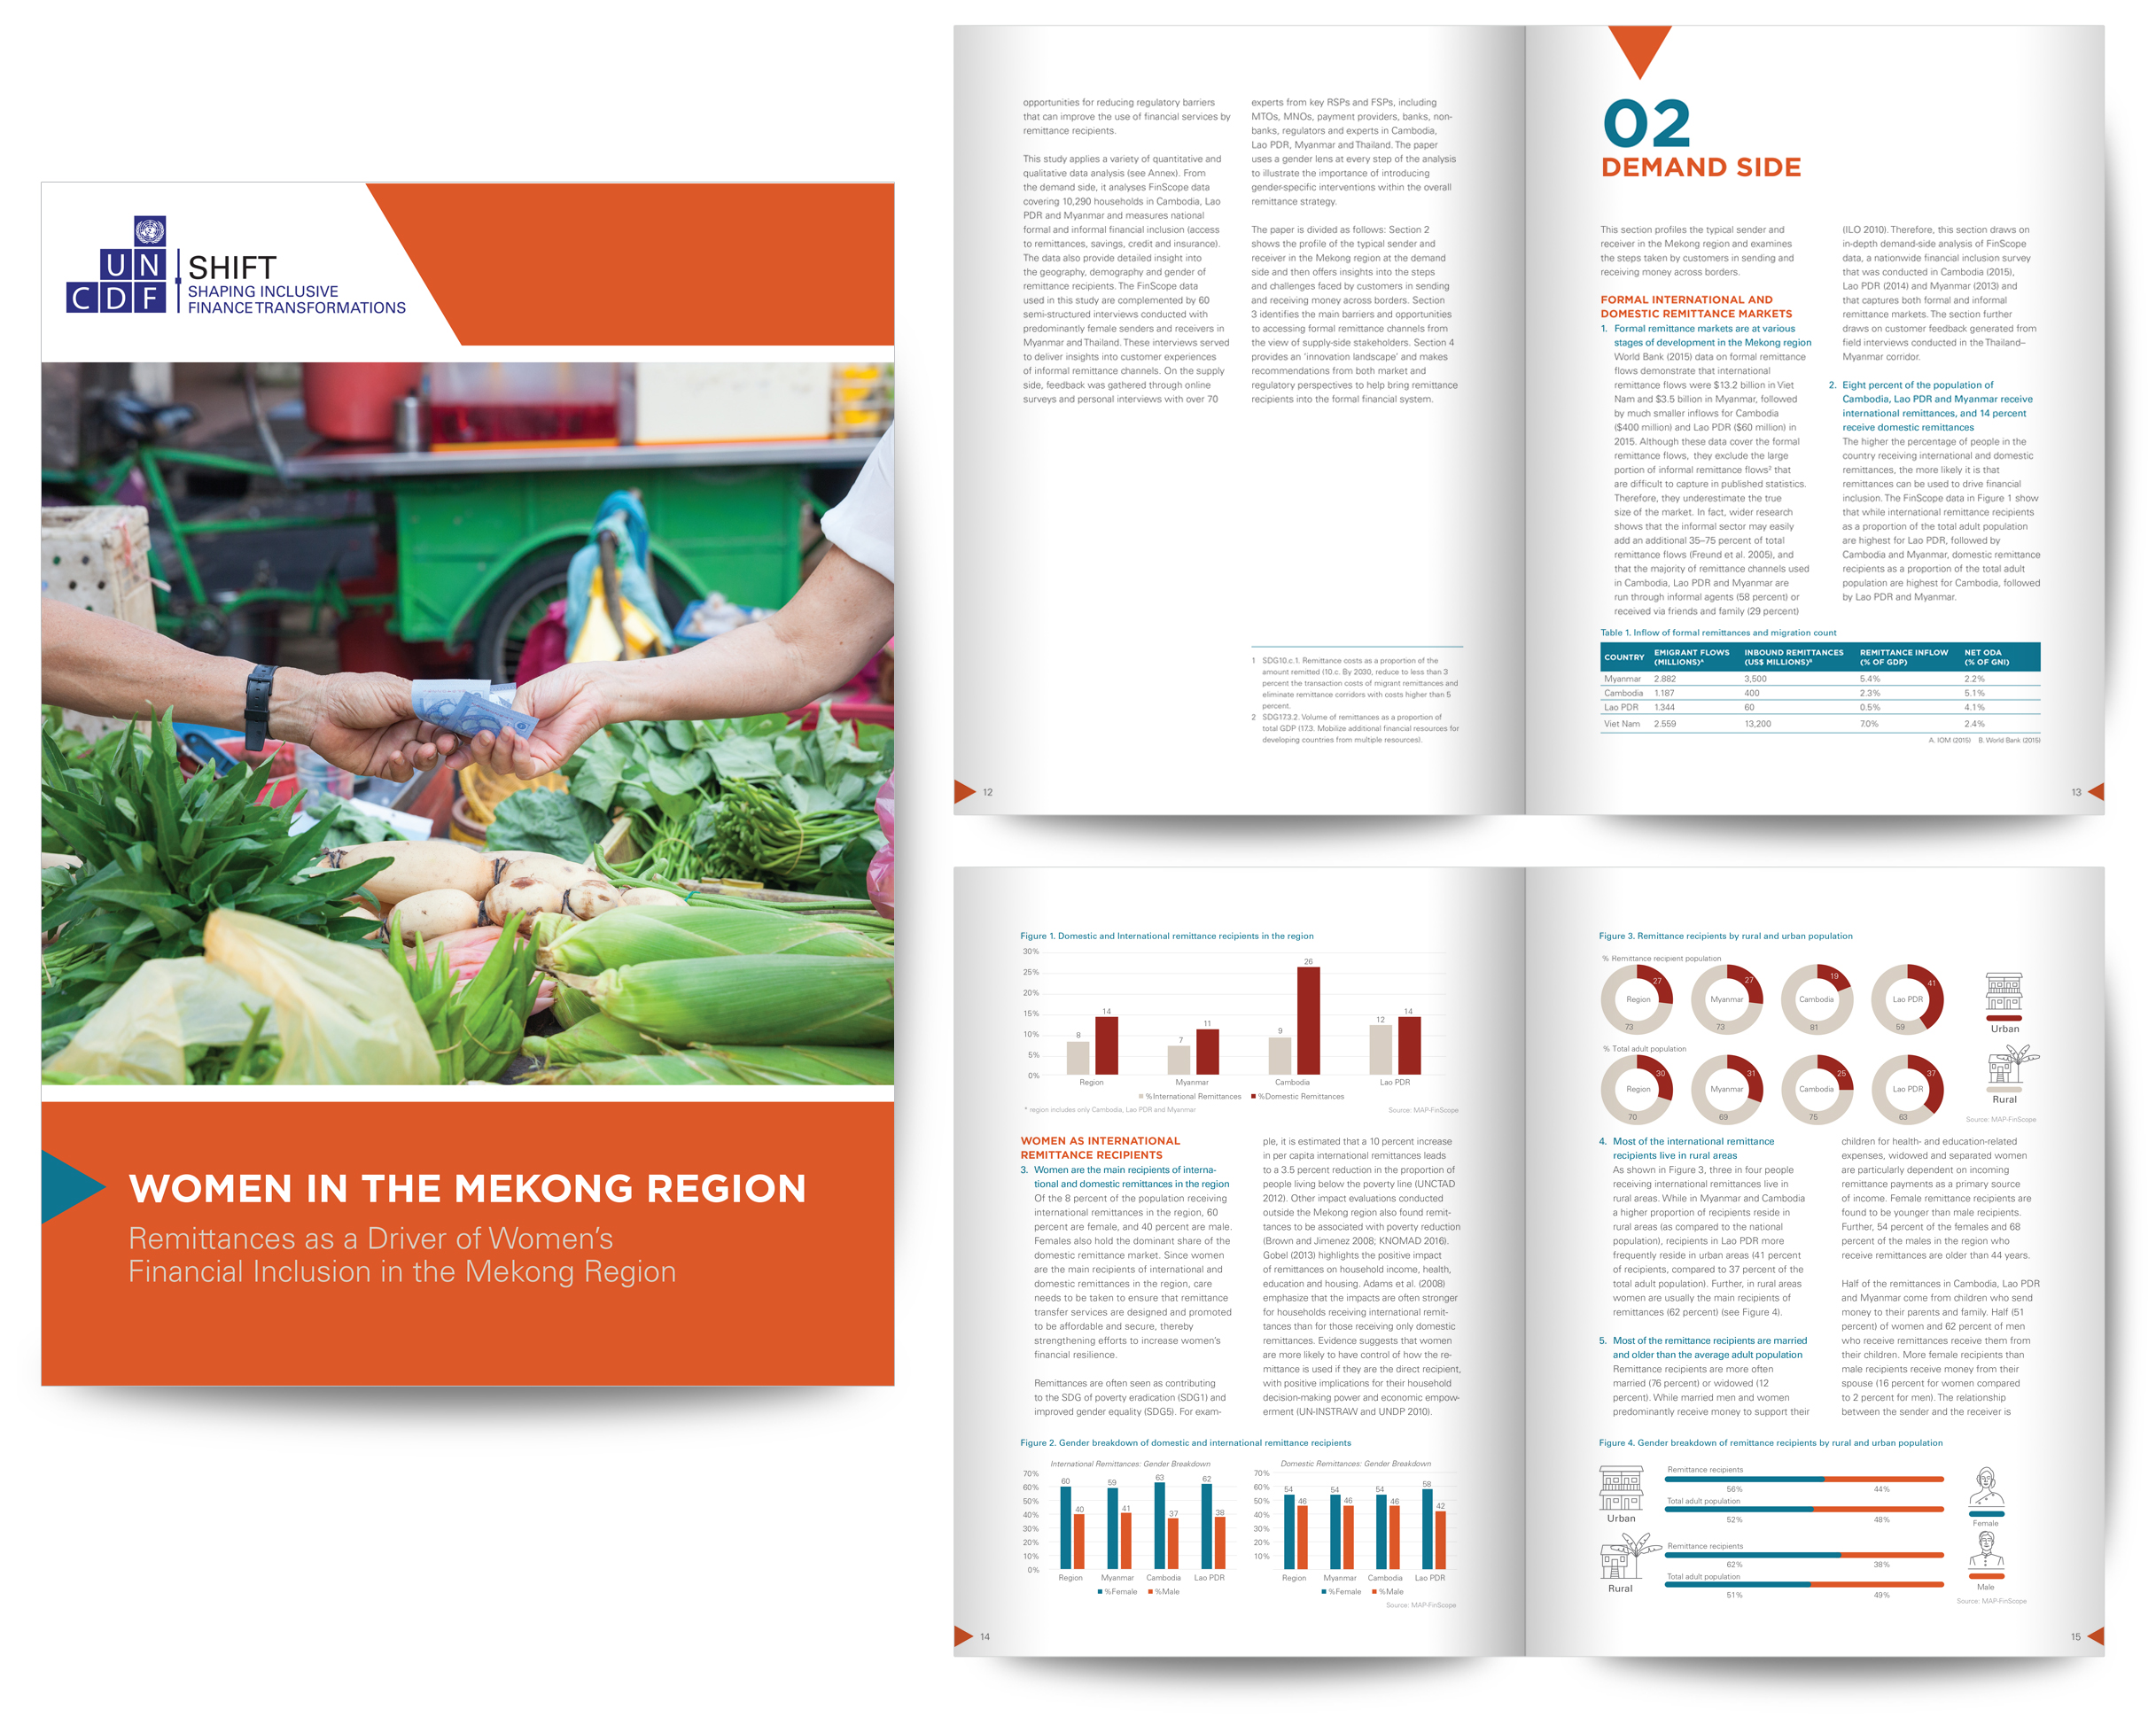 UN
CDF
SHIFT
SHAPING INCLUSIVE
FINANCE TRANSFORMATIONS
WOMEN IN THE MEKONG REGION
Remittances as a Driver of Women's
Financial Inclusion in the Mekong Region
opportunities for reducing regulatory barriers
that can improve the use of financial services by
remittance recipients.
This study applies a variety of quantitative and
qualitative data analysis (see Annex). From
the demand side, it analyses FinScope data
covering 10,290 households in Cambodia, Lao
PDR and Myanmar and measures national
formal and informal financial inclusion (access
to remittances, savings, credit and insurance).
The data also provide detailed insight into
the geography, demography and gender of
remittance recipients. The FinScope data
used in this study are complemented by 60
semi-structured interviews conducted with
predominantly female senders and receivers in
Myanmar and Thailand. These interviews served
to deliver insights into customer experiences
of informal remittance channels. On the supply
side, feedback was gathered through online
surveys and personal interviews with over 70
experts from key RSPs and FSPs, including
MTOs, MNOs, payment providers, banks, non-
banks, regulators and experts in Cambodia,
Lao PDR, Myanmar and Thailand. The paper
uses a gender lens at every step of the analysis
to illustrate the importance of introducing
gender-specific interventions within the overall
remittance strategy.
The paper is divided as follows: Section 2
shows the profile of the typical sender and
receiver in the Mekong region at the demand
side and then offers insights into the steps
and challenges faced by customers in sending
and receiving money across borders. Section
3 identifies the main barriers and opportunities
to accessing formal remittance channels from
the view of supply-side stakeholders. Section 4
provides an 'innovation landscape' and makes
recommendations from both market and
regulatory perspectives to help bring remittance
recipients into the formal financial system.
1 SDG10.c.1. Remittance costs as a proportion of the
amount remitted (10.c. By 2030, reduce to less than 3
percent the transaction costs of migrant remittances and
eliminate remittance corridors with costs higher than 5
percent.
2 SDG17.3.2. Volume of remittances as a proportion of
total GDP (17.3. Mobilize additional financial resources for
developing countries from multiple resources).
12
02
DEMAND SIDE
This section profiles the typical sender and
receiver in the Mekong region and examines
the steps taken by customers in sending and
receiving money across borders.
FORMAL INTERNATIONAL AND
DOMESTIC REMITTANCE MARKETS
1. Formal remittance markets are at various
stages of development in the Mekong region
World Bank (2015) data on formal remittance
flows demonstrate that international
remittance flows were $13.2 billion in Viet
Nam and $3.5 billion in Myanmar, followed
by much smaller inflows for Cambodia
($400 million) and Lao PDR ($60 million) in
2015. Although these data cover the formal
remittance flows, they exclude the large
portion of informal remittance flows² that
are difficult to capture in published statistics.
Therefore, they underestimate the true
size of the market. In fact, wider research
shows that the informal sector may easily
add an additional 35–75 percent of total
remittance flows (Freund et al. 2005), and
that the majority of remittance channels used
in Cambodia, Lao PDR and Myanmar are
run through informal agents (58 percent) or
received via friends and family (29 percent)
(ILO 2010). Therefore, this section draws on
in-depth demand-side analysis of FinScope
data, a nationwide financial inclusion survey
that was conducted in Cambodia (2015),
Lao PDR (2014) and Myanmar (2013) and
that captures both formal and informal
remittance markets. The section further
draws on customer feedback generated from
field interviews conducted in the Thailand–
Myanmar corridor.
2. Eight percent of the population of
Cambodia, Lao PDR and Myanmar receive
international remittances, and 14 percent
receive domestic remittances
The higher the percentage of people in the
country receiving international and domestic
remittances, the more likely it is that
remittances can be used to drive financial
inclusion. The FinScope data in Figure 1 show
that while international remittance recipients
as a proportion of the total adult population
are highest for Lao PDR, followed by
Cambodia and Myanmar, domestic remittance
recipients as a proportion of the total adult
population are highest for Cambodia, followed
by Lao PDR and Myanmar.
Table 1. Inflow of formal remittances and migration count
COUNTRY EMIGRANT FLOWS (MILLIONS)ᴬ INBOUND REMITTANCES (US$ MILLIONS)ᴮ REMITTANCE INFLOW (% OF GDP) NET ODA (% OF GNI)
Myanmar 2.882 3,500 5.4% 2.2%
Cambodia 1.187 400 2.3% 5.1%
Lao PDR 1.344 60 0.5% 4.1%
Viet Nam 2.559 13,200 7.0% 2.4%
A. IOM (2015) B. World Bank (2015)
13
Figure 1. Domestic and International remittance recipients in the region
30%
25%
20%
15%
10%
5%
0%
8 14 7 11 9 26 12 14
Region Myanmar Cambodia Lao PDR
%International Remittances %Domestic Remittances
* region includes only Cambodia, Lao PDR and Myanmar Source: MAP-FinScope
WOMEN AS INTERNATIONAL
REMITTANCE RECIPIENTS
3. Women are the main recipients of interna-
tional and domestic remittances in the region
Of the 8 percent of the population receiving
international remittances in the region, 60
percent are female, and 40 percent are male.
Females also hold the dominant share of the
domestic remittance market. Since women
are the main recipients of international and
domestic remittances in the region, care
needs to be taken to ensure that remittance
transfer services are designed and promoted
to be affordable and secure, thereby
strengthening efforts to increase women's
financial resilience.
Remittances are often seen as contributing
to the SDG of poverty eradication (SDG1) and
improved gender equality (SDG5). For exam-
ple, it is estimated that a 10 percent increase
in per capita international remittances leads
to a 3.5 percent reduction in the proportion of
people living below the poverty line (UNCTAD
2012). Other impact evaluations conducted
outside the Mekong region also found remit-
tances to be associated with poverty reduction
(Brown and Jimenez 2008; KNOMAD 2016).
Gobel (2013) highlights the positive impact
of remittances on household income, health,
education and housing. Adams et al. (2008)
emphasize that the impacts are often stronger
for households receiving international remit-
tances than for those receiving only domestic
remittances. Evidence suggests that women
are more likely to have control of how the re-
mittance is used if they are the direct recipient,
with positive implications for their household
decision-making power and economic empow-
erment (UN-INSTRAW and UNDP 2010).
Figure 2. Gender breakdown of domestic and international remittance recipients
International Remittances: Gender Breakdown
70%
60%
50%
40%
30%
20%
10%
0%
60 40 59 41 63 37 62 38
Region Myanmar Cambodia Lao PDR
%Female %Male
Domestic Remittances: Gender Breakdown
70%
60%
50%
40%
30%
20%
10%
54 46 54 46 54 46 58 42
Region Myanmar Cambodia Lao PDR
%Female %Male
Source: MAP-FinScope
14
Figure 3. Remittance recipients by rural and urban population
% Remittance recipient population
27 Region 73
27 Myanmar 73
19 Cambodia 81
41 Lao PDR 59
Urban
% Total adult population
30 Region 70
31 Myanmar 69
25 Cambodia 75
37 Lao PDR 63
Rural
Source: MAP-FinScope
4. Most of the international remittance
recipients live in rural areas
As shown in Figure 3, three in four people
receiving international remittances live in
rural areas. While in Myanmar and Cambodia
a higher proportion of recipients reside in
rural areas (as compared to the national
population), recipients in Lao PDR more
frequently reside in urban areas (41 percent
of recipients, compared to 37 percent of the
total adult population). Further, in rural areas
women are usually the main recipients of
remittances (62 percent) (see Figure 4).
5. Most of the remittance recipients are married
and older than the average adult population
Remittance recipients are more often
married (76 percent) or widowed (12
percent). While married men and women
predominantly receive money to support their
children for health- and education-related
expenses, widowed and separated women
are particularly dependent on incoming
remittance payments as a primary source
of income. Female remittance recipients are
found to be younger than male recipients.
Further, 54 percent of the females and 68
percent of the males in the region who
receive remittances are older than 44 years.
Half of the remittances in Cambodia, Lao PDR
and Myanmar come from children who send
money to their parents and family. Half (51
percent) of women and 62 percent of men
who receive remittances receive them from
their children. More female recipients than
male recipients receive money from their
spouse (16 percent for women compared
to 2 percent for men). The relationship
between the sender and the receiver is
Figure 4. Gender breakdown of remittance recipients by rural and urban population
Urban
Remittance recipients
56% 44%
Total adult population
52% 48%
Female
Rural
Remittance recipients
62% 38%
Total adult population
51% 49%
Male
Source: MAP-FinScope
15